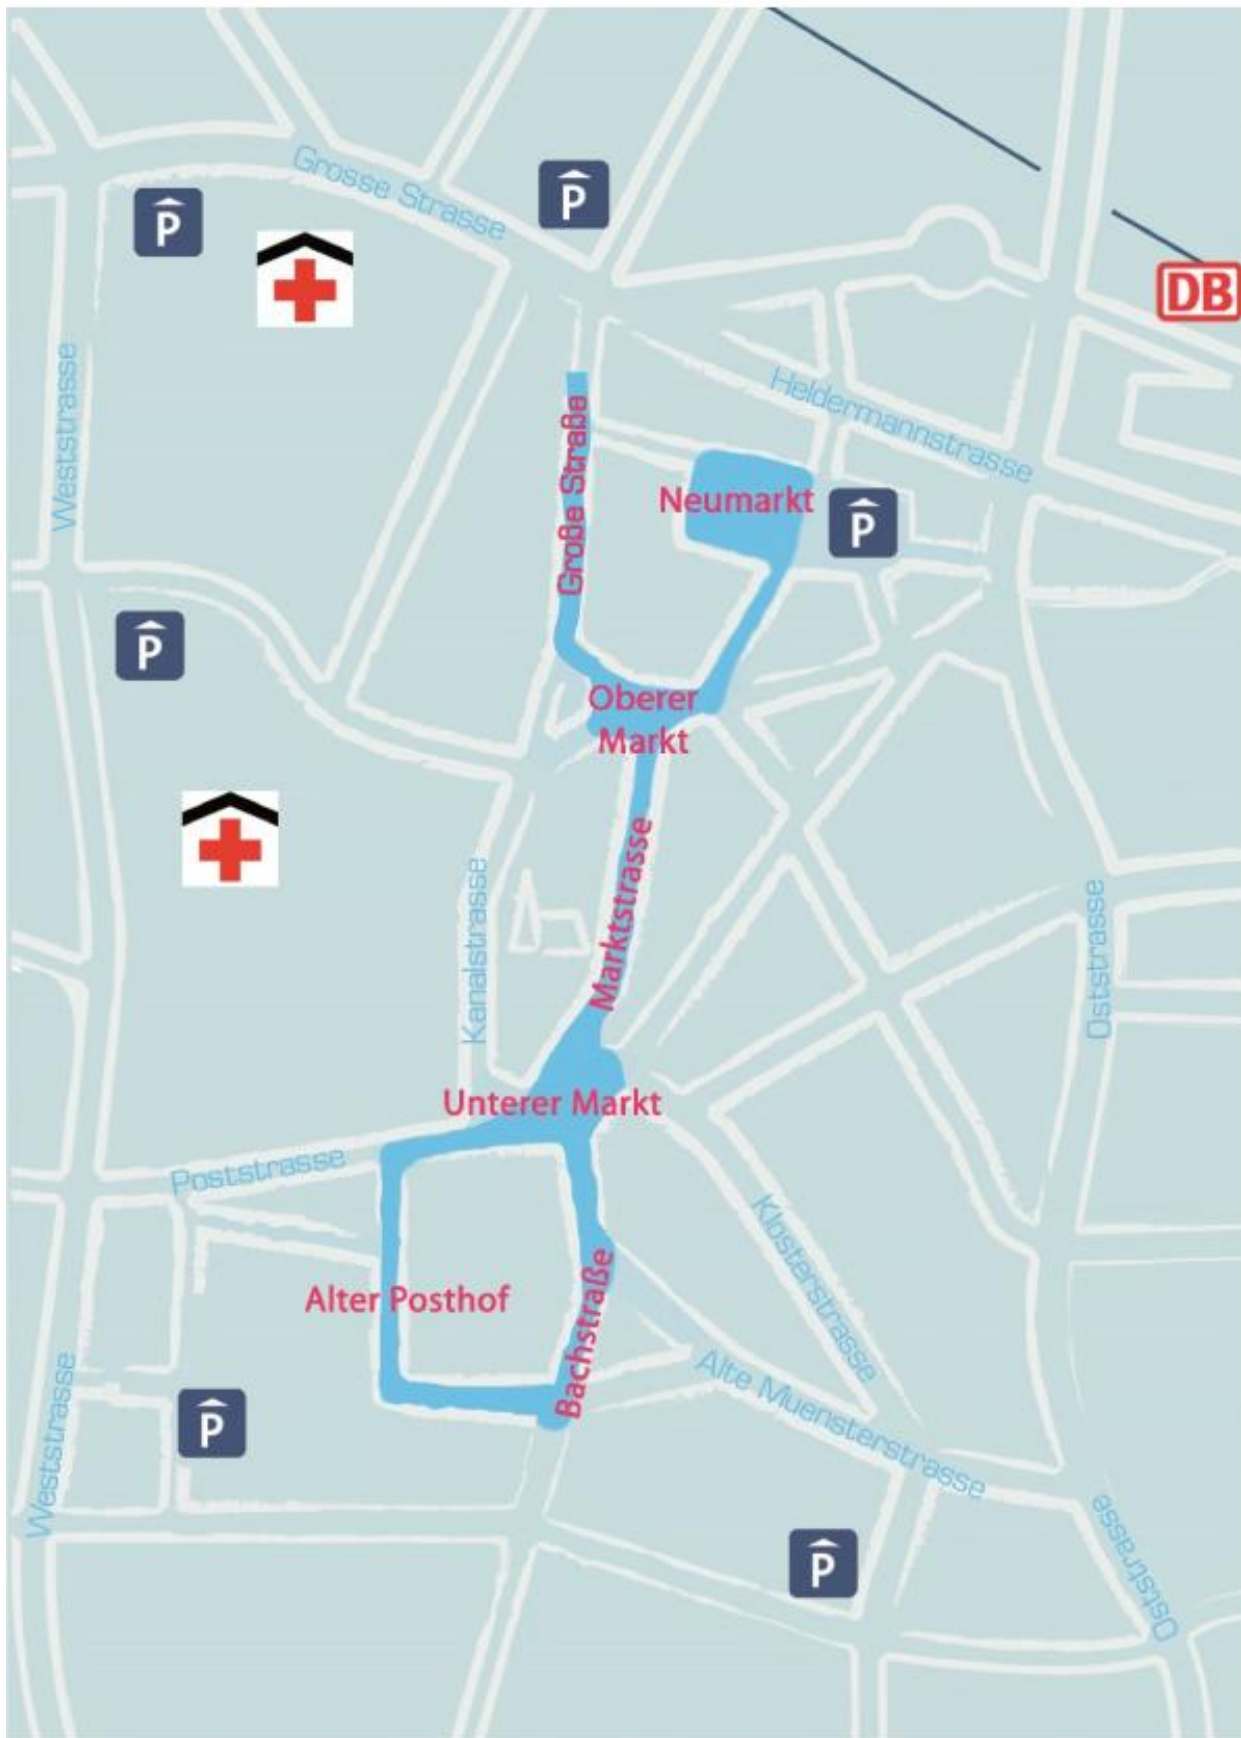 Grosse Strasse
P
P
DB
Weststrasse
Heldermannstrasse
Große Straße
Neumarkt
P
P
Oberer
Markt
Marktstrasse
Kanalstrasse
Oststrasse
Unterer Markt
Poststrasse
Klosterstrasse
Alter Posthof
Bachstraße
Alte Muensterstrasse
Weststrasse
P
Oststrasse
P